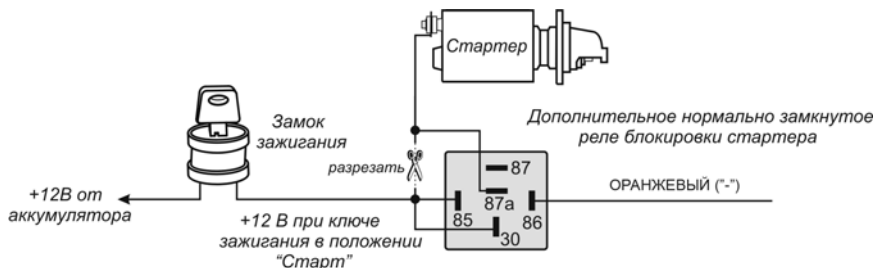 Стартер
Замок
зажигания
Дополнительное нормально замкнутое
реле блокировки стартера
разрезать
87
87а
85
86
30
ОРАНЖЕВЫЙ ("-")
+12В от
аккумулятора
+12 В при ключе
зажигания в положении
"Старт"